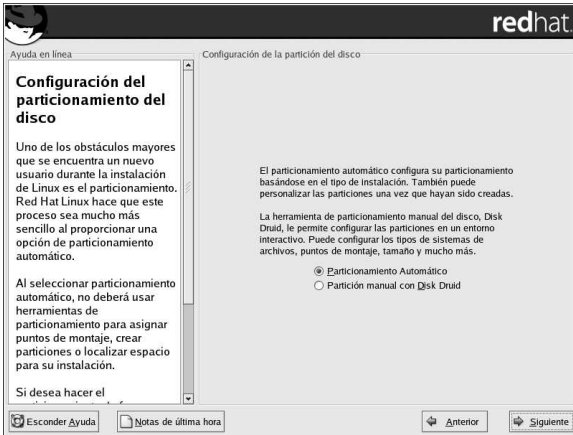 redhat.
Ayuda en línea
Configuración del
particionamiento del
disco
Uno de los obstáculos mayores
que se encuentra un nuevo
usuario durante la instalación
de Linux es el particionamiento.
Red Hat Linux hace que este
proceso sea mucho más
sencillo al proporcionar una
opción de particionamiento
automático.
Al seleccionar particionamiento
automático, no deberá usar
herramientas de
particionamiento para asignar
puntos de montaje, crear
particiones o localizar espacio
para su instalación.
Si desea hacer el
Configuración de la partición del disco
El particionamiento automático configura su particionamiento
basándose en el tipo de instalación. También puede
personalizar las particiones una vez que hayan sido creadas.
La herramienta de particionamiento manual del disco, Disk
Druid, le permite configurar las particiones en un entorno
interactivo. Puede configurar los tipos de sistemas de
archivos, puntos de montaje, tamaño y mucho más.
Particionamiento Automático
Partición manual con Disk Druid
Esconder Ayuda
Notas de última hora
Anterior
Siguiente